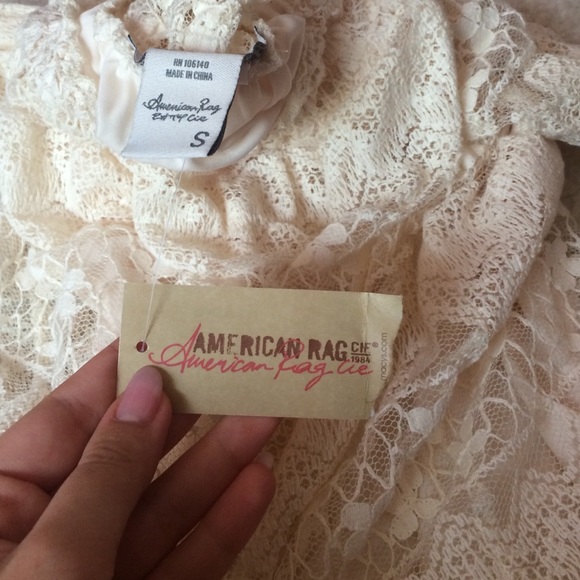 RN 106140
MADE IN CHINA
American Rag
Est 1984 Cie
S
AMERICAN RAG CIE®
1984
American Rag Cie
macys.com